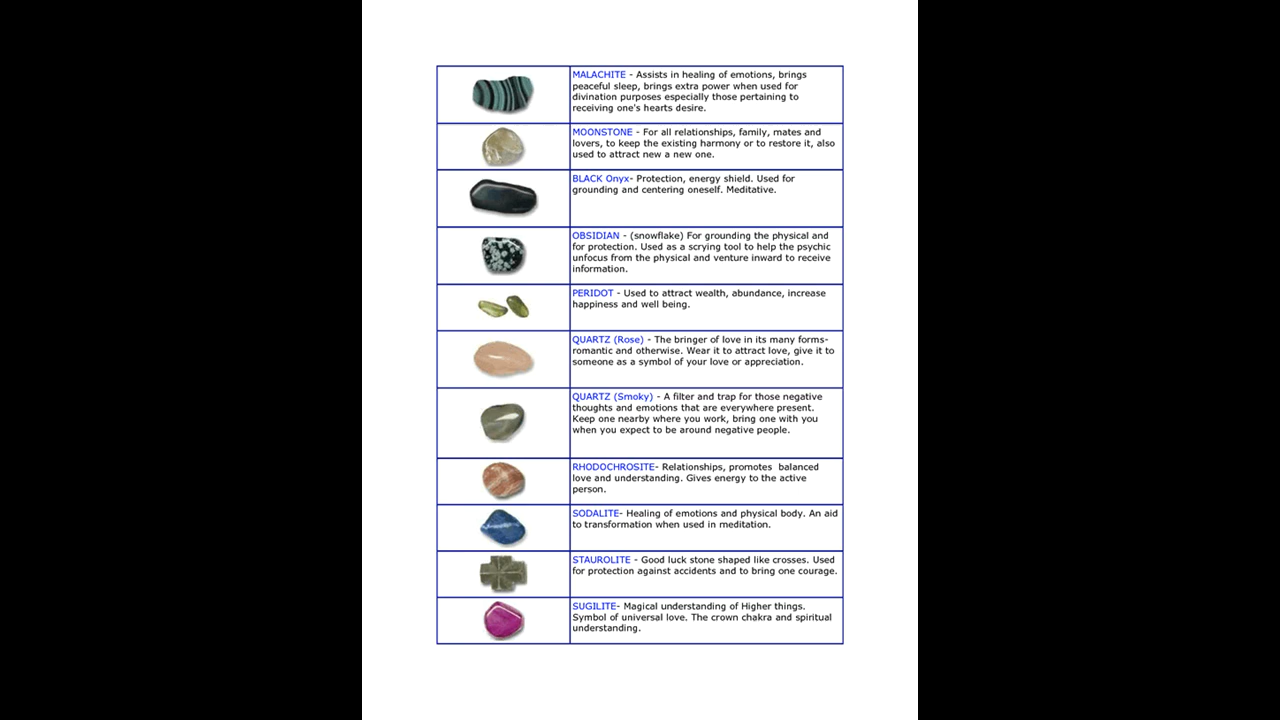 MALACHITE - Assists in healing of emotions, brings
peaceful sleep, brings extra power when used for
divination purposes especially those pertaining to
receiving one's hearts desire.
MOONSTONE - For all relationships, family, mates and
lovers, to keep the existing harmony or to restore it, also
used to attract new a new one.
BLACK Onyx- Protection, energy shield. Used for
grounding and centering oneself. Meditative.
OBSIDIAN - (snowflake) For grounding the physical and
for protection. Used as a scrying tool to help the psychic
unfocus from the physical and venture inward to receive
information.
PERIDOT - Used to attract wealth, abundance, increase
happiness and well being.
QUARTZ (Rose) - The bringer of love in its many forms-
romantic and otherwise. Wear it to attract love, give it to
someone as a symbol of your love or appreciation.
QUARTZ (Smoky) - A filter and trap for those negative
thoughts and emotions that are everywhere present.
Keep one nearby where you work, bring one with you
when you expect to be around negative people.
RHODOCHROSITE- Relationships, promotes  balanced
love and understanding. Gives energy to the active
person.
SODALITE- Healing of emotions and physical body. An aid
to transformation when used in meditation.
STAUROLITE - Good luck stone shaped like crosses. Used
for protection against accidents and to bring one courage.
SUGILITE- Magical understanding of Higher things.
Symbol of universal love. The crown chakra and spiritual
understanding.